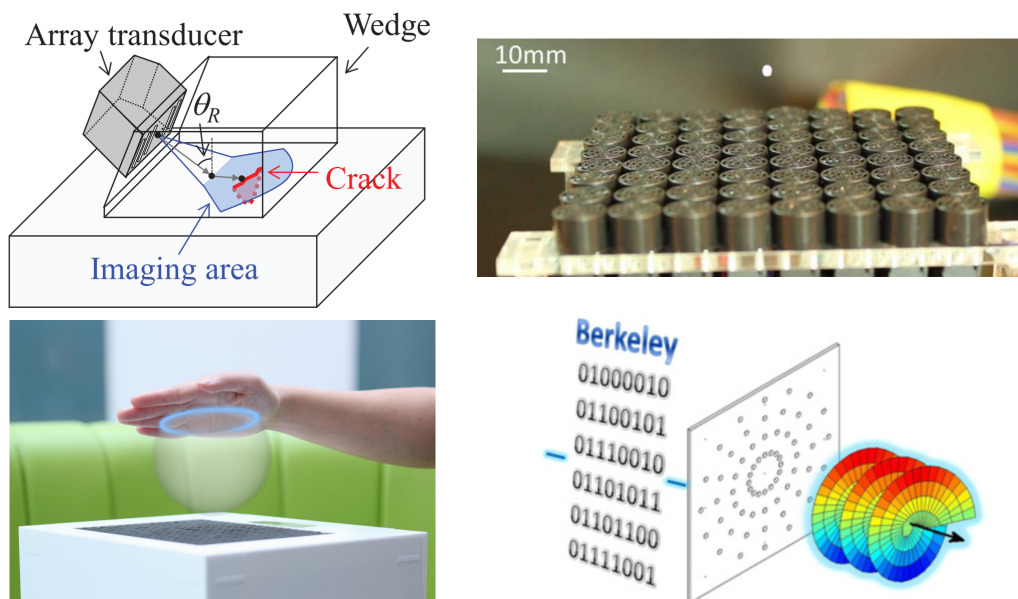 Array transducer
Wedge
θR
Crack
Imaging area
10mm
Berkeley
01000010
01100101
01110010
01101011
01101100
01111001